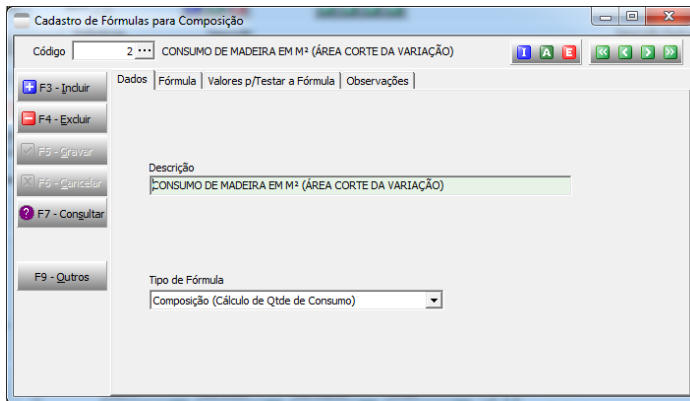 Cadastro de Fórmulas para Composição
Código 2 ... CONSUMO DE MADEIRA EM M² (ÁREA CORTE DA VARIAÇÃO) I A E
F3 - Incluir
F4 - Excluir
F5 - Gravar
F6 - Cancelar
F7 - Consultar
F9 - Outros
Dados Fórmula Valores p/Testar a Fórmula Observações
Descrição
CONSUMO DE MADEIRA EM M² (ÁREA CORTE DA VARIAÇÃO)
Tipo de Fórmula
Composição (Cálculo de Qtde de Consumo)